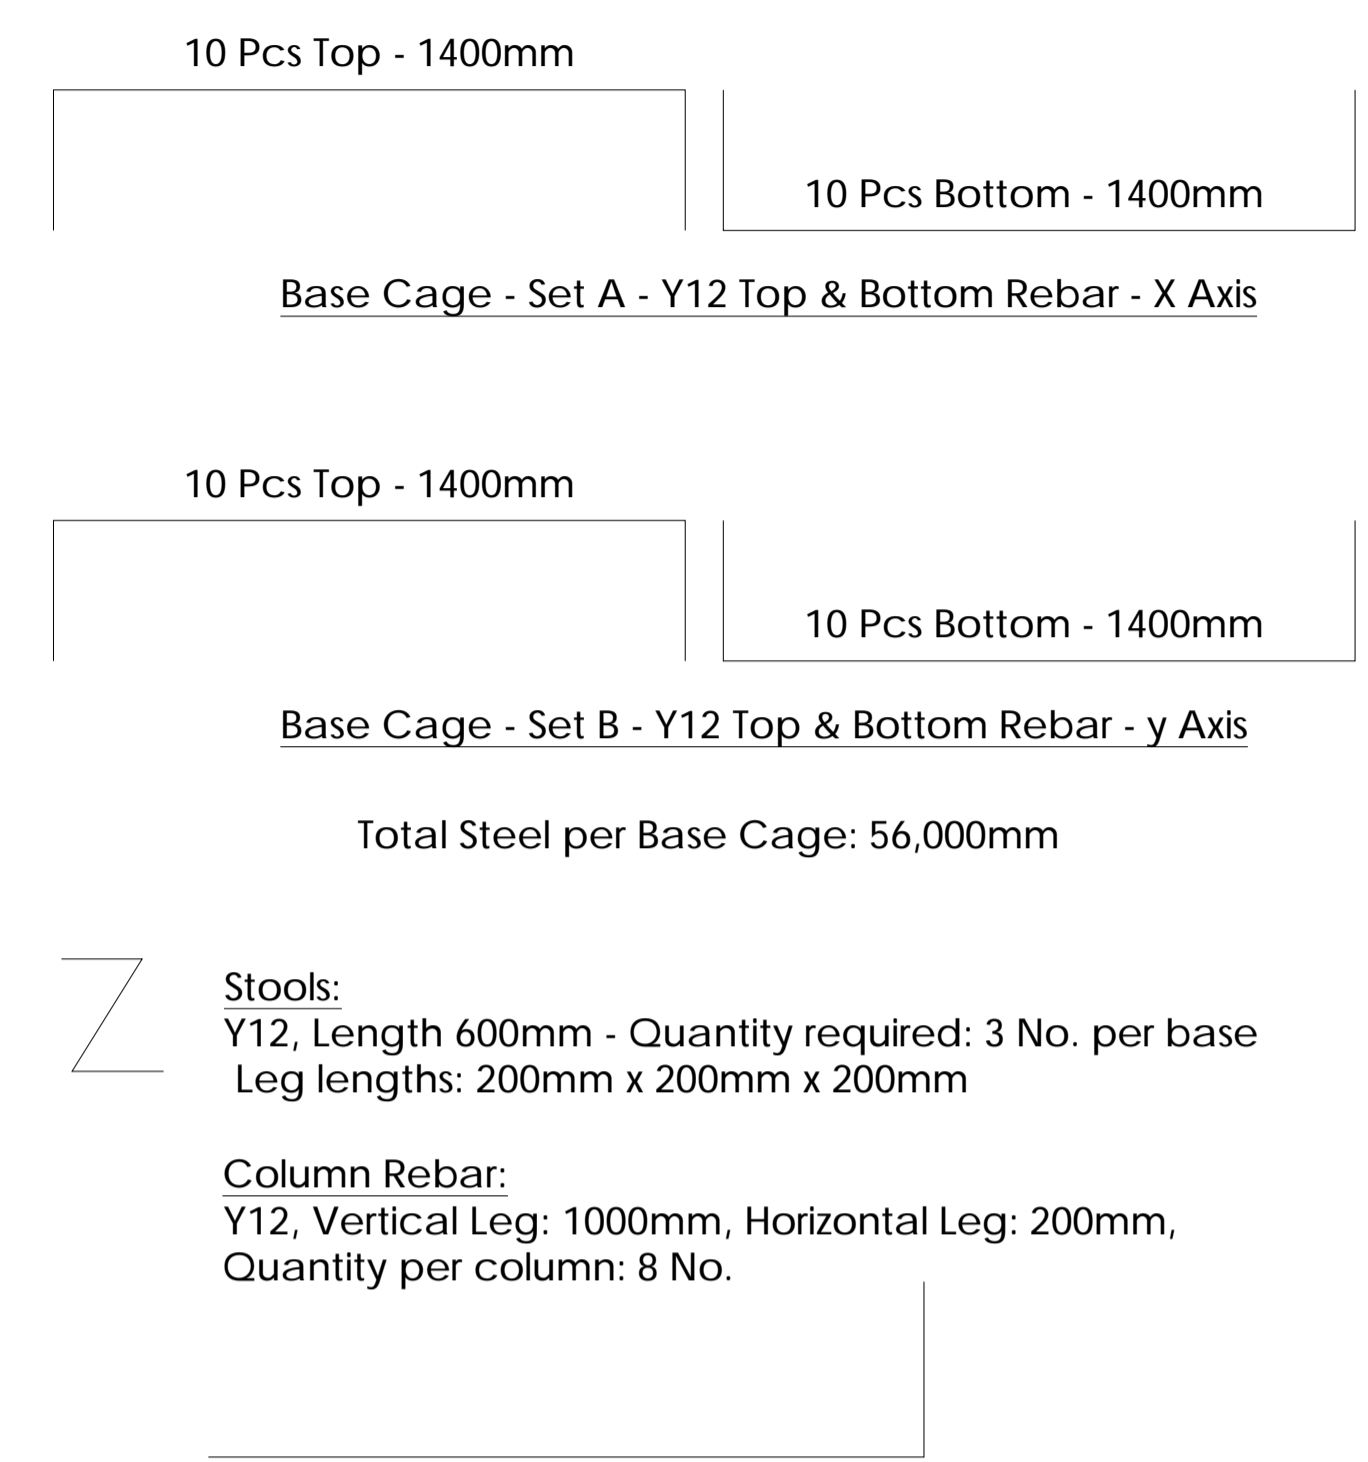 10 Pcs Top - 1400mm
10 Pcs Bottom - 1400mm
Base Cage - Set A - Y12 Top & Bottom Rebar - X Axis
10 Pcs Top - 1400mm
10 Pcs Bottom - 1400mm
Base Cage - Set B - Y12 Top & Bottom Rebar - y Axis
Total Steel per Base Cage: 56,000mm
Stools:
Y12, Length 600mm - Quantity required: 3 No. per base
Leg lengths: 200mm x 200mm x 200mm
Column Rebar:
Y12, Vertical Leg: 1000mm, Horizontal Leg: 200mm,
Quantity per column: 8 No.